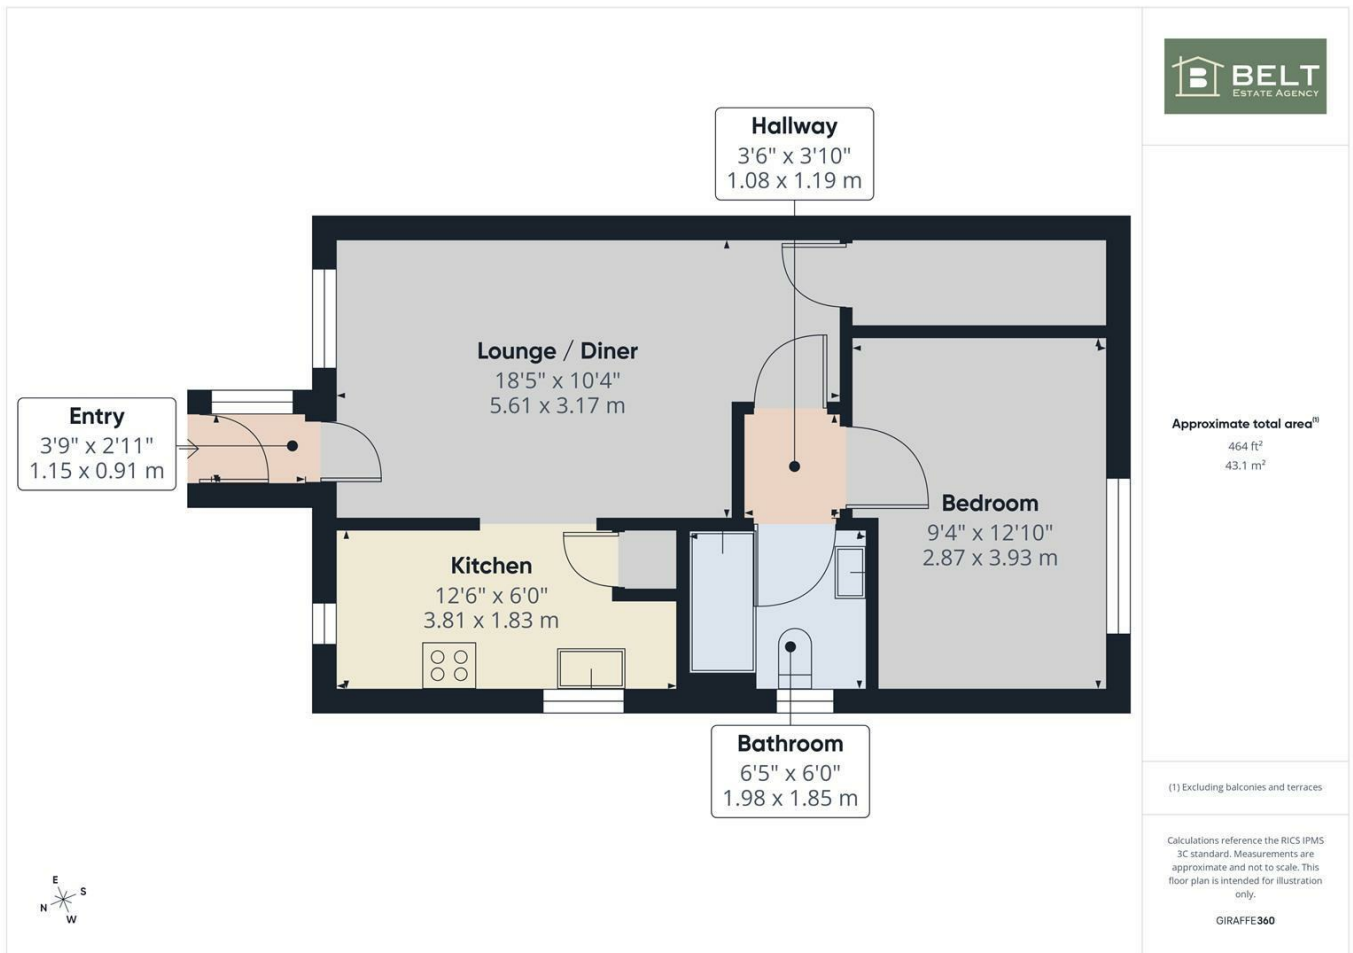 BELT
ESTATE AGENCY
Hallway
3'6" x 3'10"
1.08 x 1.19 m
Lounge / Diner
18'5" x 10'4"
5.61 x 3.17 m
Entry
3'9" x 2'11"
1.15 x 0.91 m
Bedroom
9'4" x 12'10"
2.87 x 3.93 m
Kitchen
12'6" x 6'0"
3.81 x 1.83 m
Bathroom
6'5" x 6'0"
1.98 x 1.85 m
E
S
N
W
Approximate total area(1)
464 ft²
43.1 m²
(1) Excluding balconies and terraces
Calculations reference the RICS IPMS
3C standard. Measurements are
approximate and not to scale. This
floor plan is intended for illustration
only.
GIRAFFE360